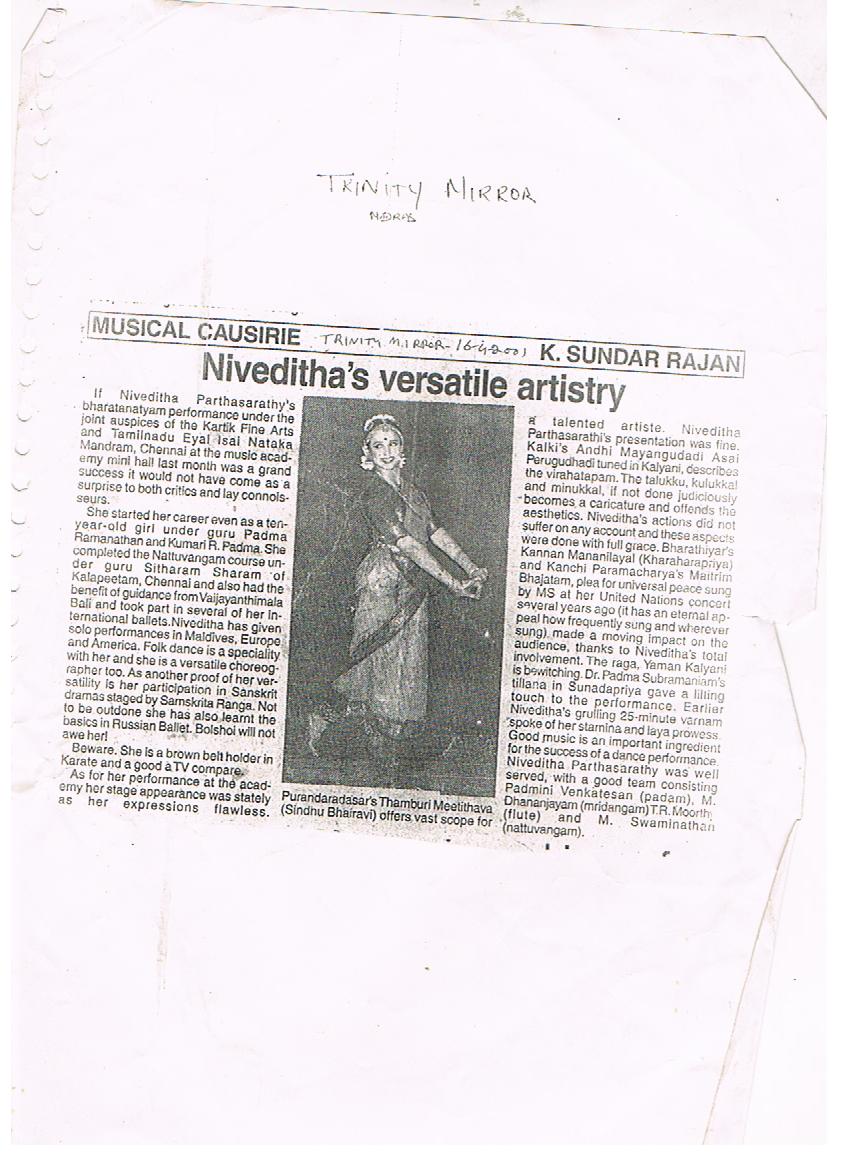 TRINITY MIRROR
MADRAS
MUSICAL CAUSIRIE TRINITY MIRROR - 16-4-2001 K. SUNDAR RAJAN
Niveditha's versatile artistry
If Niveditha Parthasarathy's
bharatanatyam performance under the
joint auspices of the Kartik Fine Arts
and Tamilnadu Eyal Isai Nataka
Mandram, Chennai at the music acad-
emy mini hall last month was a grand
success it would not have come as a
surprise to both critics and lay connois-
seurs.
She started her career even as a ten-
year-old girl under guru Padma
Ramanathan and Kumari R. Padma. She
completed the Nattuvangam course un-
der guru Sitharam Sharam of
Kalapeetam, Chennai and also had the
benefit of guidance from Vaijayanthimala
Bali and took part in several of her In-
ternational ballets.Niveditha has given
solo performances in Maldives, Europe
and America. Folk dance is a speciality
with her and she is a versatile choreog-
rapher too. As another proof of her ver-
satility is her participation in Sanskrit
dramas staged by Samskrita Ranga. Not
to be outdone she has also learnt the
basics in Russian Ballet. Bolshoi will not
awe her!
Beware. She is a brown belt holder in
Karate and a good a TV compare.
As for her performance at the acad-
emy her stage appearance was stately
as her expressions flawless.
Purandaradasar's Thamburi Meetithava
(Sindhu Bhairavi) offers vast scope for
a talented artiste. Niveditha
Parthasarathi's presentation was fine.
Kalki's Andhi Mayangudadi Asai
Perugudhadi tuned in Kalyani, describes
the virahatapam. The talukku, kulukkal
and minukkal, if not done judiciously
becomes a caricature and offends the
aesthetics. Niveditha's actions did not
suffer on any account and these aspects
were done with full grace. Bharathiyar's
Kannan Mananilayal (Kharaharapriya)
and Kanchi Paramacharya's Maitrim
Bhajatam, plea for universal peace sung
by MS at her United Nations concert
several years ago (it has an eternal ap-
peal how frequently sung and wherever
sung) made a moving impact on the
audience, thanks to Niveditha's total
involvement. The raga, Yaman Kalyani
is bewitching. Dr. Padma Subramaniam's
tillana in Sunadapriya gave a lilting
touch to the performance. Earlier
Niveditha's grulling 25-minute varnam
spoke of her stamina and laya prowess.
Good music is an important ingredient
for the success of a dance performance.
Niveditha Parthasarathy was well
served, with a good team consisting
Padmini Venkatesan (padam), M.
Dhananjayam (mridangam) T.R. Moorthy
(flute) and M. Swaminathan
(nattuvangam).